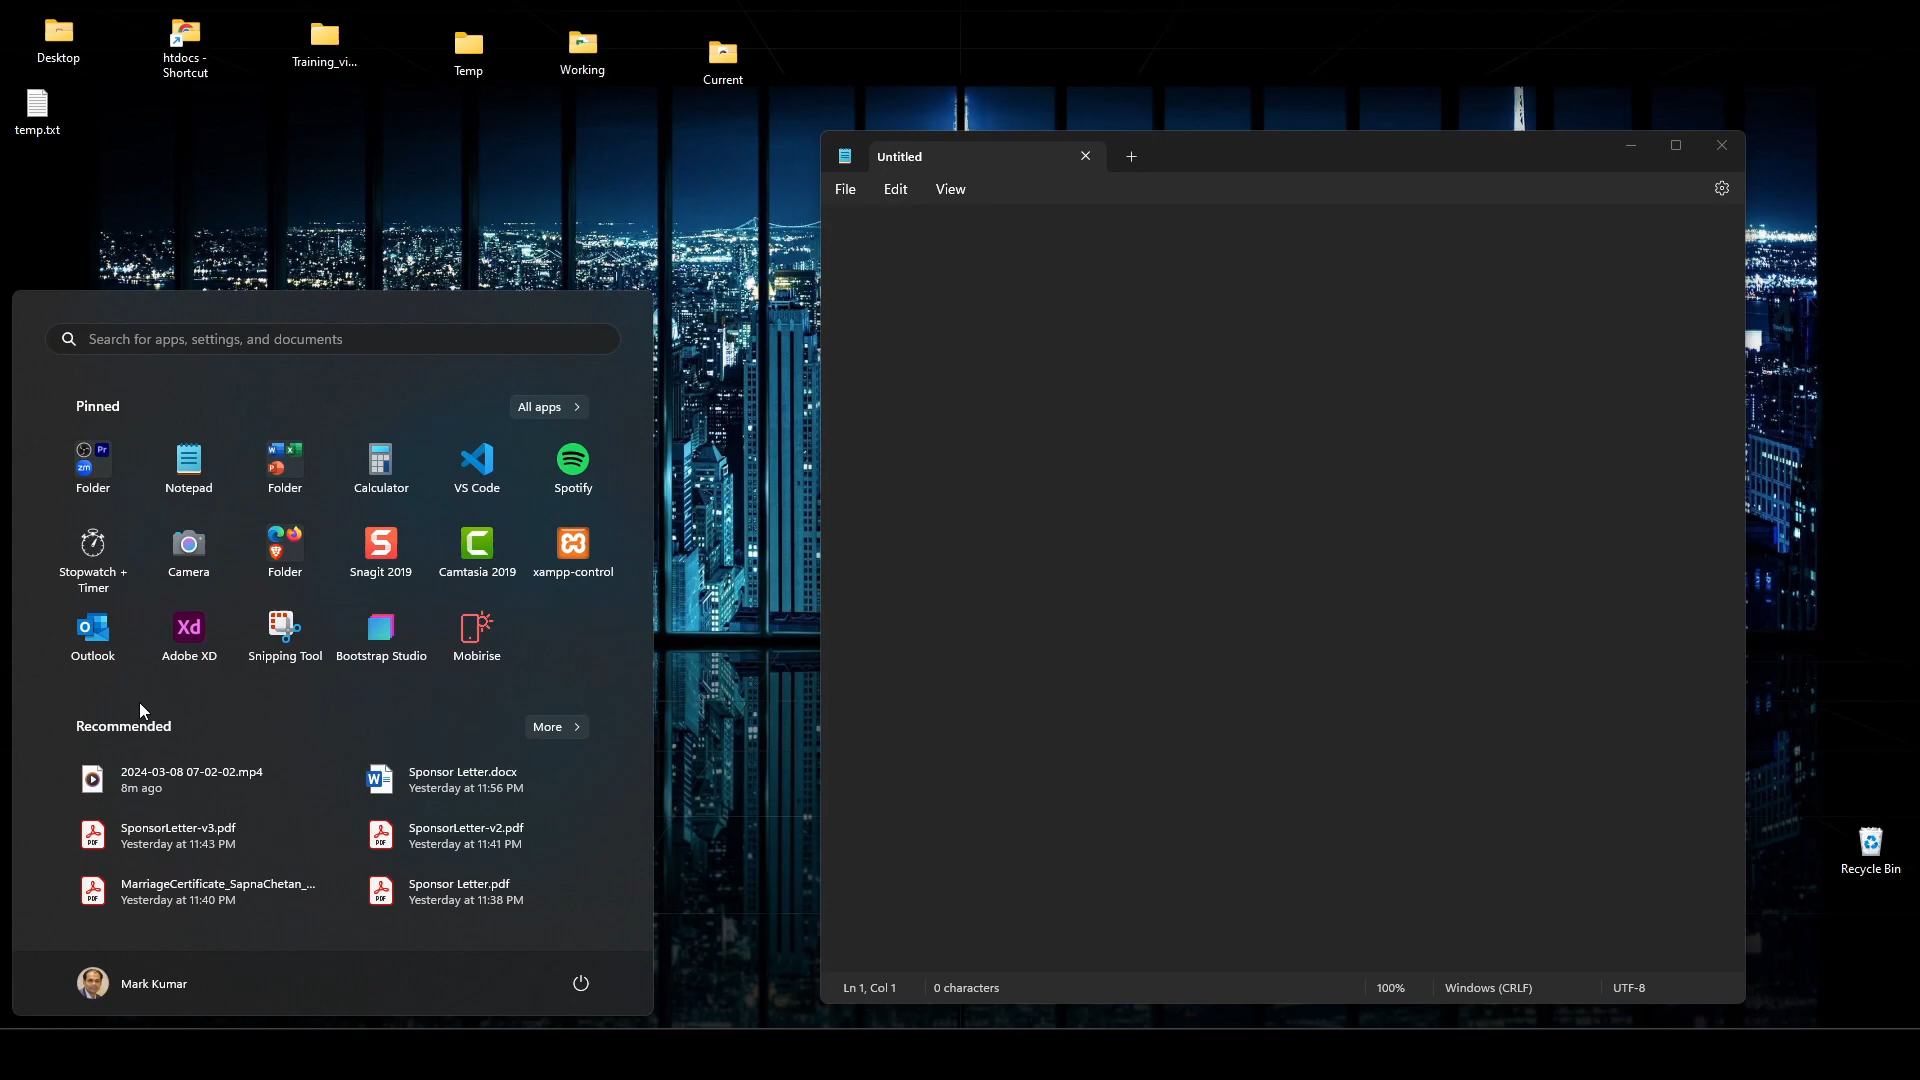 Desktop
htdocs -
Shortcut
Training_vi...
Temp
Working
Current
temp.txt
Untitled
File Edit View
Search for apps, settings, and documents
Pinned
All apps
Folder
Notepad
Folder
Calculator
VS Code
Spotify
Stopwatch +
Timer
Camera
Folder
Snagit 2019
Camtasia 2019
xampp-control
Outlook
Adobe XD
Snipping Tool
Bootstrap Studio
Mobirise
Recommended
More
2024-03-08 07-02-02.mp4
8m ago
Sponsor Letter.docx
Yesterday at 11:56 PM
SponsorLetter-v3.pdf
Yesterday at 11:43 PM
SponsorLetter-v2.pdf
Yesterday at 11:41 PM
MarriageCertificate_SapnaChetan_...
Yesterday at 11:40 PM
Sponsor Letter.pdf
Yesterday at 11:38 PM
Mark Kumar
Ln 1, Col 1
0 characters
100%
Windows (CRLF)
UTF-8
Recycle Bin